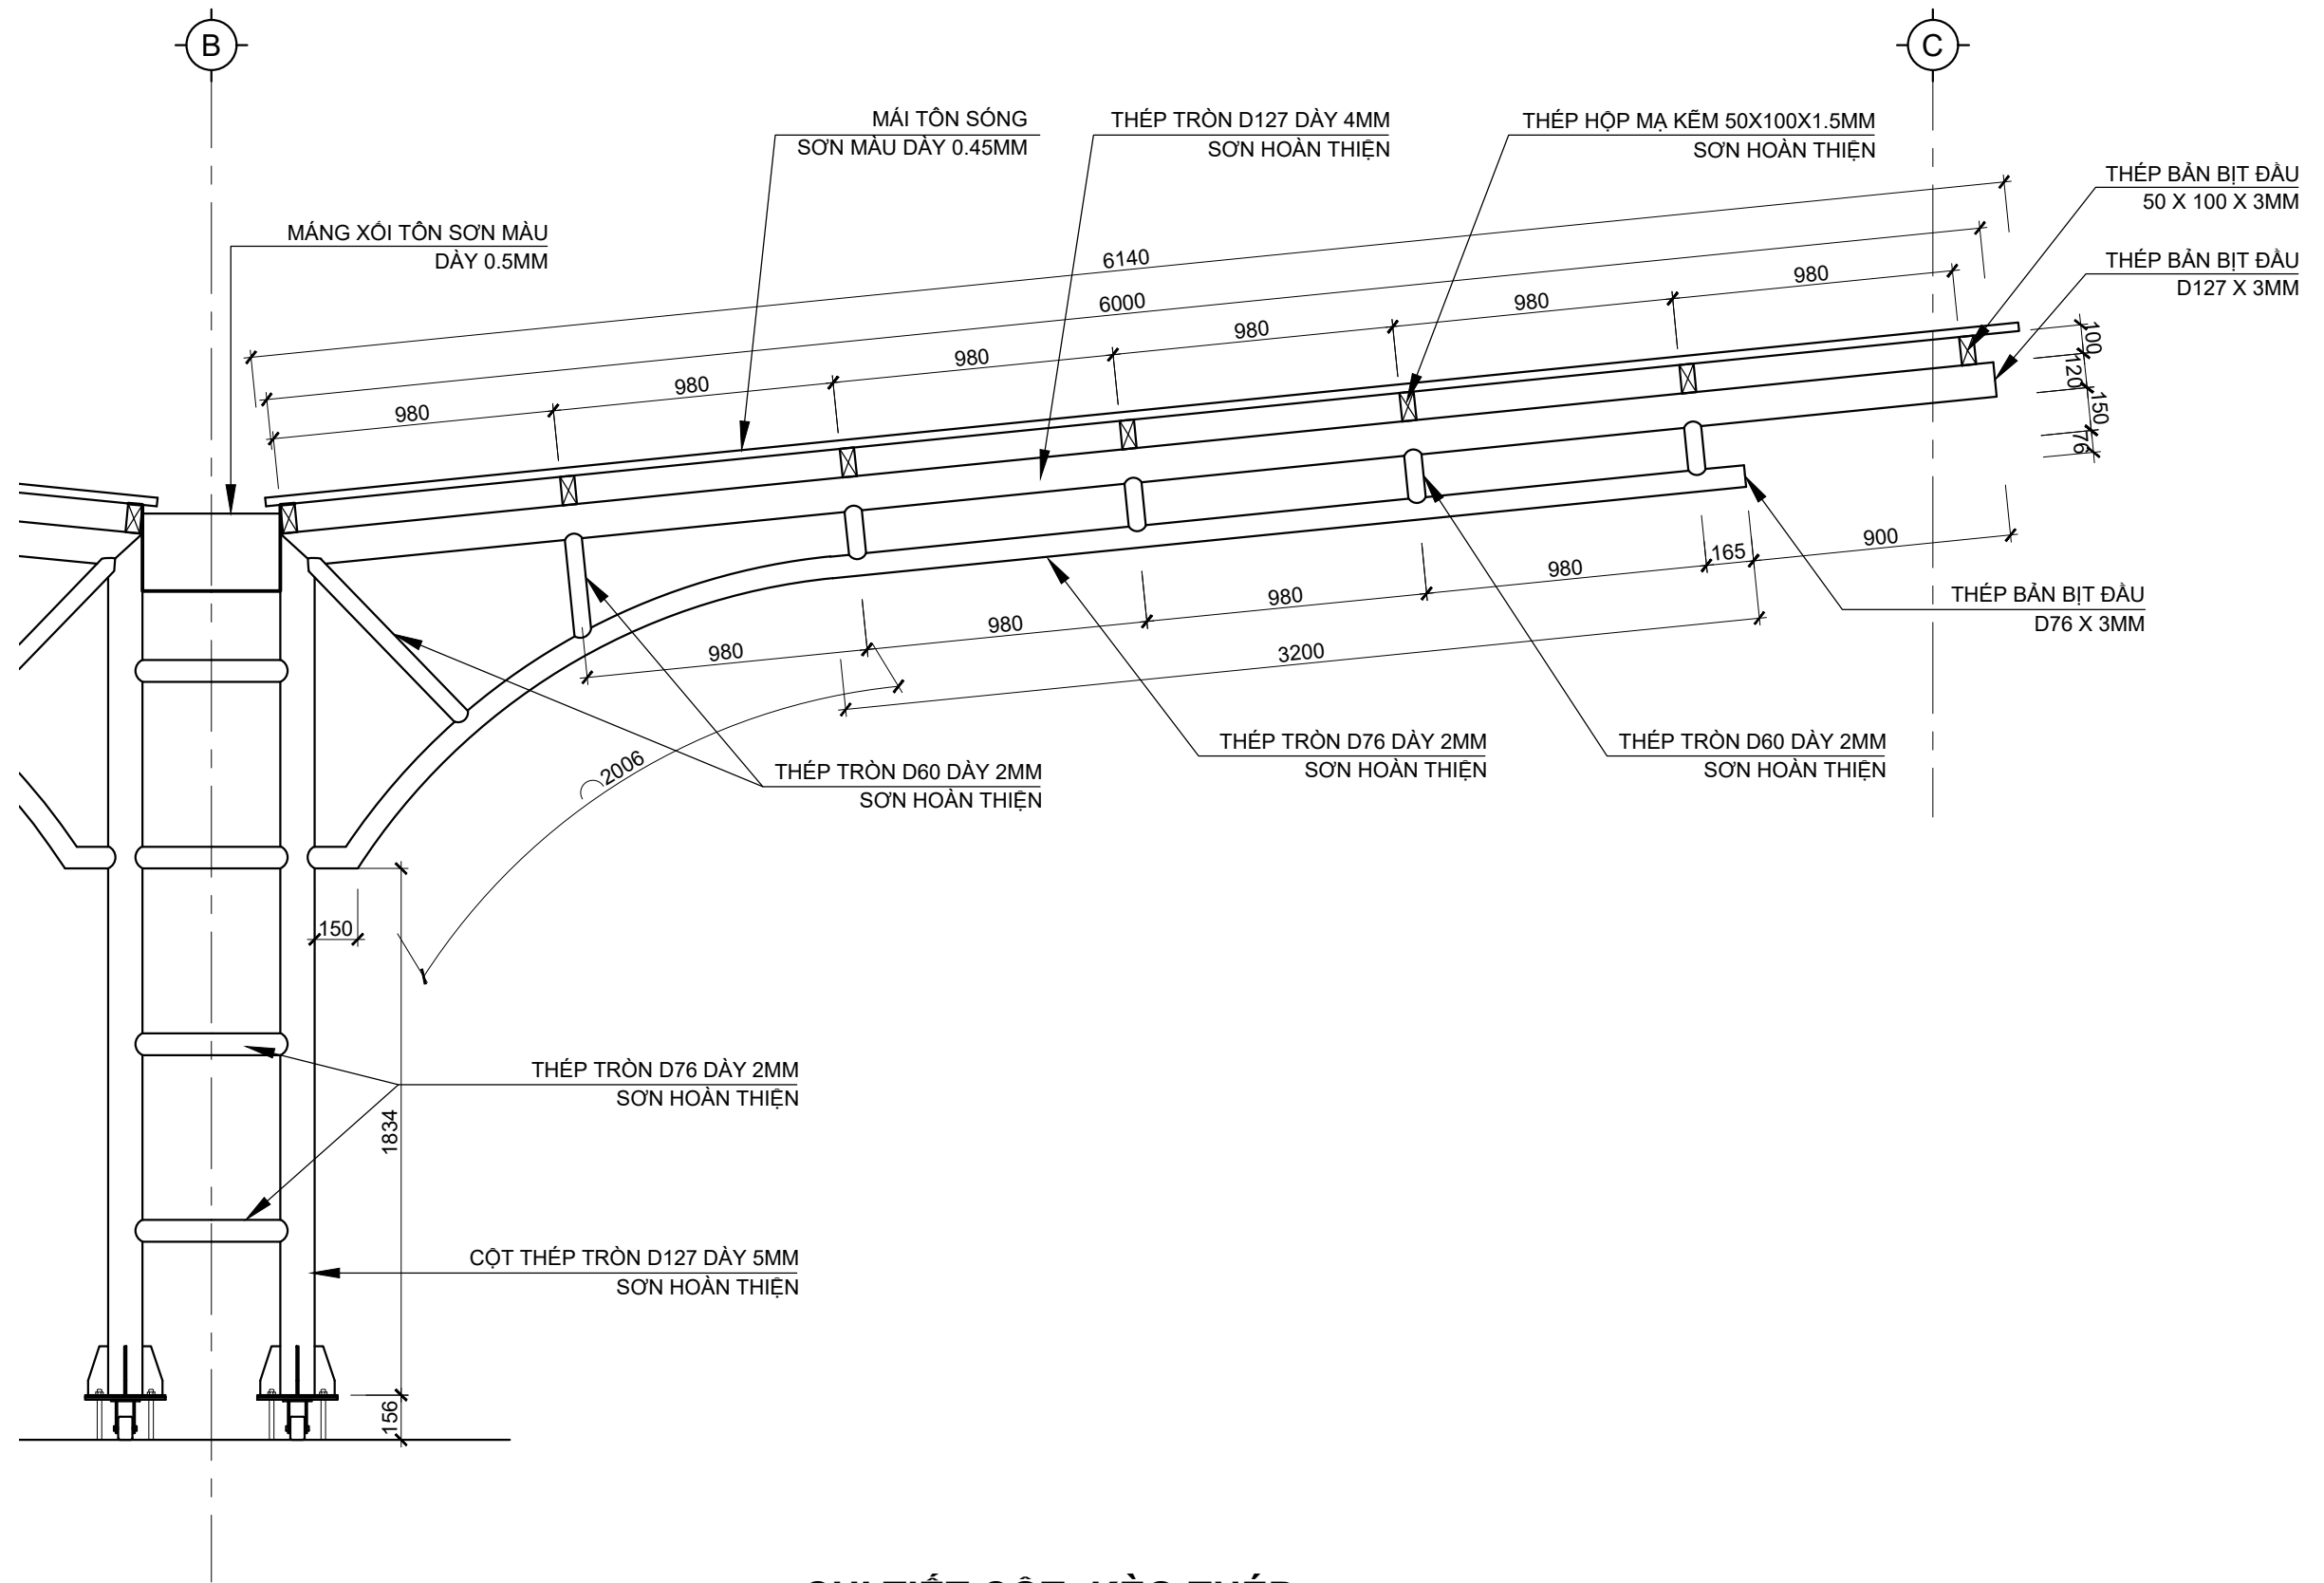 B
C
MÁI TÔN SÓNG
SƠN MÀU DÀY 0.45MM
THÉP TRÒN D127 DÀY 4MM
SƠN HOÀN THIỆN
THÉP HỘP MẠ KẼM 50X100X1.5MM
SƠN HOÀN THIỆN
THÉP BẢN BỊT ĐẦU
50 X 100 X 3MM
MÁNG XỐI TÔN SƠN MÀU
DÀY 0.5MM
THÉP BẢN BỊT ĐẦU
D127 X 3MM
6140
6000
980
980
980
980
980
980
100
120
150
76
980
980
980
980
165
900
3200
2006
THÉP BẢN BỊT ĐẦU
D76 X 3MM
THÉP TRÒN D60 DÀY 2MM
SƠN HOÀN THIỆN
THÉP TRÒN D76 DÀY 2MM
SƠN HOÀN THIỆN
THÉP TRÒN D60 DÀY 2MM
SƠN HOÀN THIỆN
150
1834
THÉP TRÒN D76 DÀY 2MM
SƠN HOÀN THIỆN
CỘT THÉP TRÒN D127 DÀY 5MM
SƠN HOÀN THIỆN
156